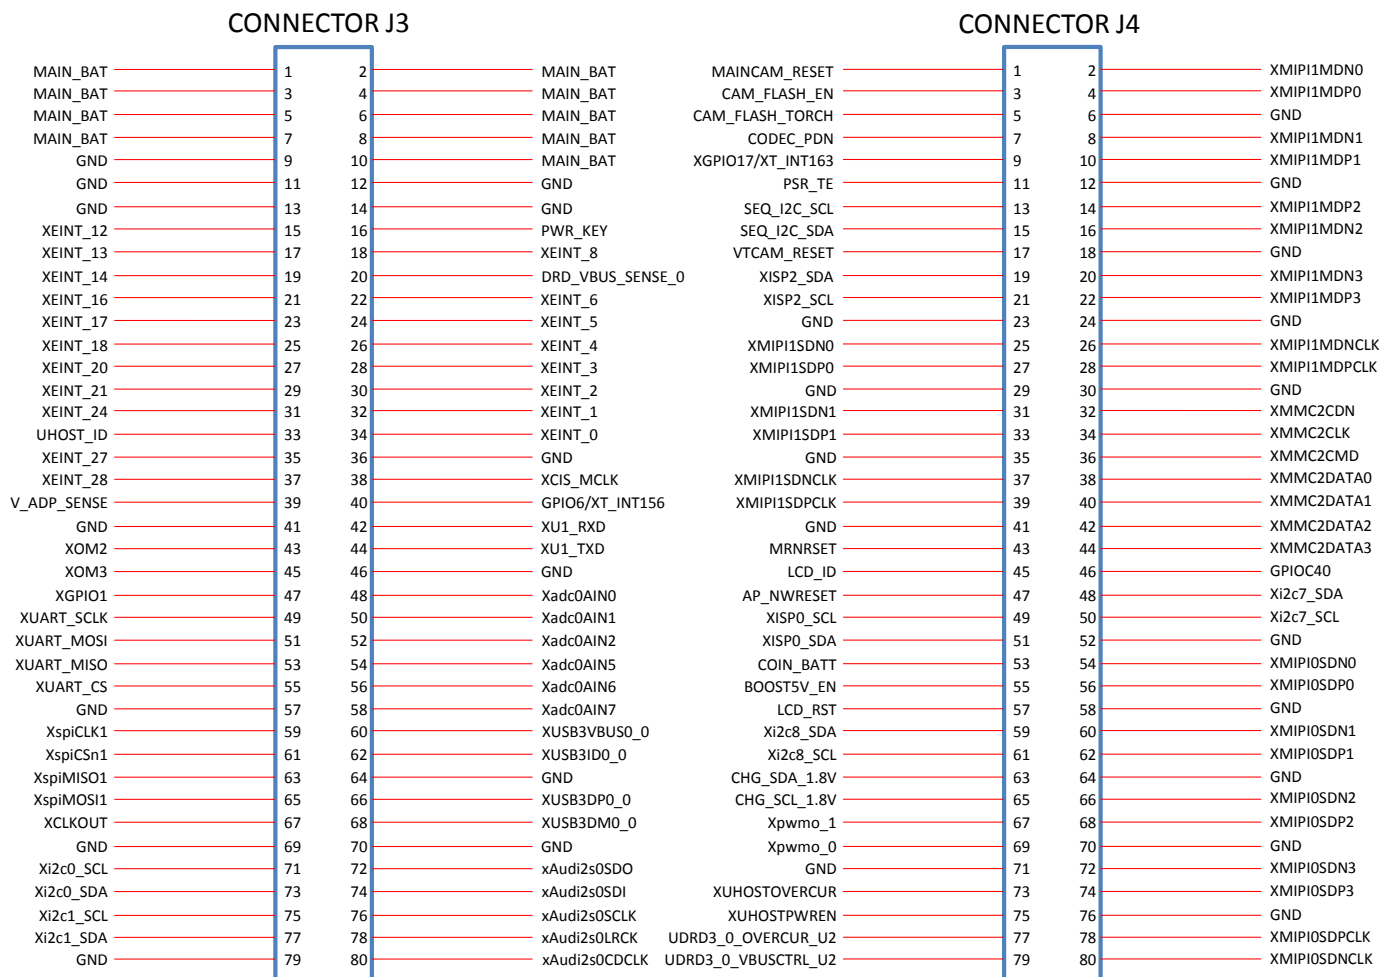 CONNECTOR J3
MAIN_BAT 1 2 MAIN_BAT
MAIN_BAT 3 4 MAIN_BAT
MAIN_BAT 5 6 MAIN_BAT
MAIN_BAT 7 8 MAIN_BAT
GND 9 10 MAIN_BAT
GND 11 12 GND
GND 13 14 GND
XEINT_12 15 16 PWR_KEY
XEINT_13 17 18 XEINT_8
XEINT_14 19 20 DRD_VBUS_SENSE_0
XEINT_16 21 22 XEINT_6
XEINT_17 23 24 XEINT_5
XEINT_18 25 26 XEINT_4
XEINT_20 27 28 XEINT_3
XEINT_21 29 30 XEINT_2
XEINT_24 31 32 XEINT_1
UHOST_ID 33 34 XEINT_0
XEINT_27 35 36 GND
XEINT_28 37 38 XCIS_MCLK
V_ADP_SENSE 39 40 GPIO6/XT_INT156
GND 41 42 XU1_RXD
XOM2 43 44 XU1_TXD
XOM3 45 46 GND
XGPIO1 47 48 Xadc0AIN0
XUART_SCLK 49 50 Xadc0AIN1
XUART_MOSI 51 52 Xadc0AIN2
XUART_MISO 53 54 Xadc0AIN5
XUART_CS 55 56 Xadc0AIN6
GND 57 58 Xadc0AIN7
XspiCLK1 59 60 XUSB3VBUS0_0
XspiCSn1 61 62 XUSB3ID0_0
XspiMISO1 63 64 GND
XspiMOSI1 65 66 XUSB3DP0_0
XCLKOUT 67 68 XUSB3DM0_0
GND 69 70 GND
Xi2c0_SCL 71 72 xAudi2s0SDO
Xi2c0_SDA 73 74 xAudi2s0SDI
Xi2c1_SCL 75 76 xAudi2s0SCLK
Xi2c1_SDA 77 78 xAudi2s0LRCK
GND 79 80 xAudi2s0CDCLK
CONNECTOR J4
MAINCAM_RESET 1 2 XMIPI1MDN0
CAM_FLASH_EN 3 4 XMIPI1MDP0
CAM_FLASH_TORCH 5 6 GND
CODEC_PDN 7 8 XMIPI1MDN1
XGPIO17/XT_INT163 9 10 XMIPI1MDP1
PSR_TE 11 12 GND
SEQ_I2C_SCL 13 14 XMIPI1MDP2
SEQ_I2C_SDA 15 16 XMIPI1MDN2
VTCAM_RESET 17 18 GND
XISP2_SDA 19 20 XMIPI1MDN3
XISP2_SCL 21 22 XMIPI1MDP3
GND 23 24 GND
XMIPI1SDN0 25 26 XMIPI1MDNCLK
XMIPI1SDP0 27 28 XMIPI1MDPCLK
GND 29 30 GND
XMIPI1SDN1 31 32 XMMC2CDN
XMIPI1SDP1 33 34 XMMC2CLK
GND 35 36 XMMC2CMD
XMIPI1SDNCLK 37 38 XMMC2DATA0
XMIPI1SDPCLK 39 40 XMMC2DATA1
GND 41 42 XMMC2DATA2
MRNRSET 43 44 XMMC2DATA3
LCD_ID 45 46 GPIOC40
AP_NWRESET 47 48 Xi2c7_SDA
XISP0_SCL 49 50 Xi2c7_SCL
XISP0_SDA 51 52 GND
COIN_BATT 53 54 XMIPI0SDN0
BOOST5V_EN 55 56 XMIPI0SDP0
LCD_RST 57 58 GND
Xi2c8_SDA 59 60 XMIPI0SDN1
Xi2c8_SCL 61 62 XMIPI0SDP1
CHG_SDA_1.8V 63 64 GND
CHG_SCL_1.8V 65 66 XMIPI0SDN2
Xpwmo_1 67 68 XMIPI0SDP2
Xpwmo_0 69 70 GND
GND 71 72 XMIPI0SDN3
XUHOSTOVERCUR 73 74 XMIPI0SDP3
XUHOSTPWREN 75 76 GND
UDRD3_0_OVERCUR_U2 77 78 XMIPI0SDPCLK
UDRD3_0_VBUSCTRL_U2 79 80 XMIPI0SDNCLK